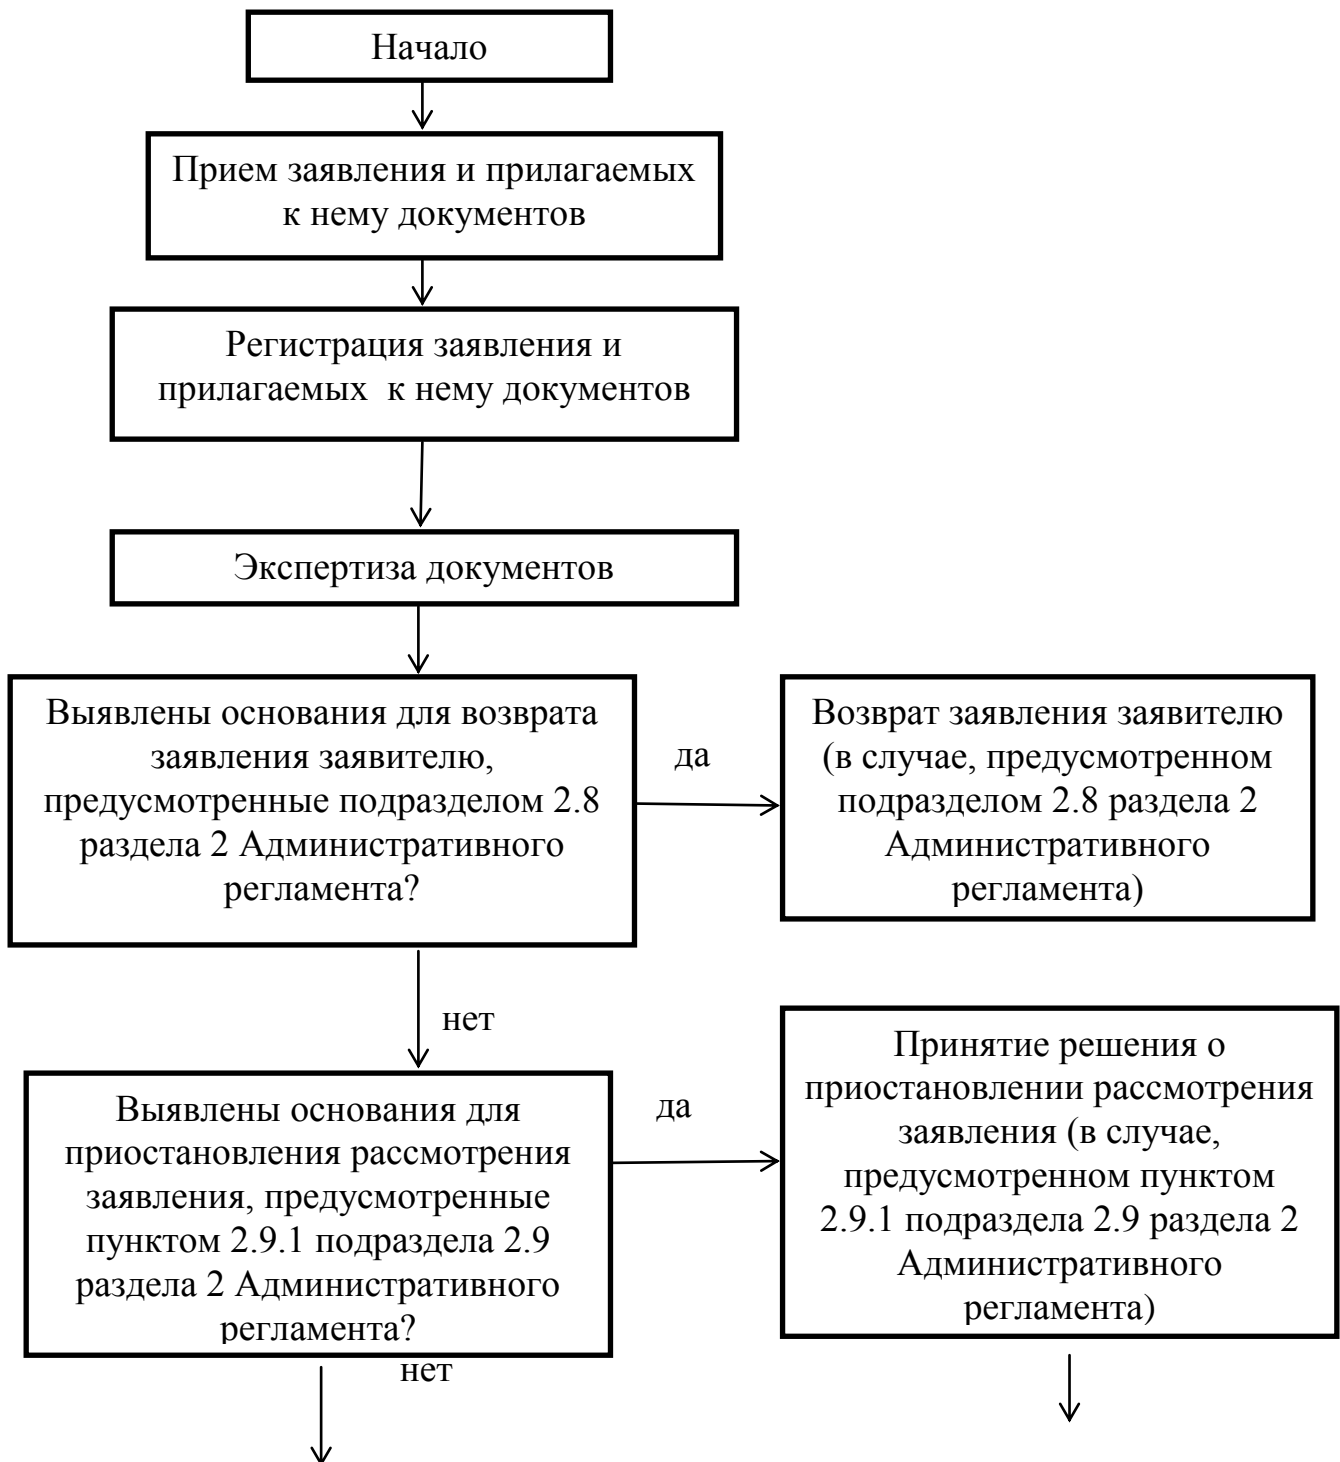 Начало
Прием заявления и прилагаемых
к нему документов
Регистрация заявления и
прилагаемых  к нему документов
Экспертиза документов
Выявлены основания для возврата
заявления заявителю,
предусмотренные подразделом 2.8
раздела 2 Административного
регламента?
да
Возврат заявления заявителю
(в случае, предусмотренном
подразделом 2.8 раздела 2
Административного
регламента)
нет
Выявлены основания для
приостановления рассмотрения
заявления, предусмотренные
пунктом 2.9.1 подраздела 2.9
раздела 2 Административного
регламента?
да
Принятие решения о
приостановлении рассмотрения
заявления (в случае,
предусмотренном пунктом
2.9.1 подраздела 2.9 раздела 2
Административного
регламента)
нет